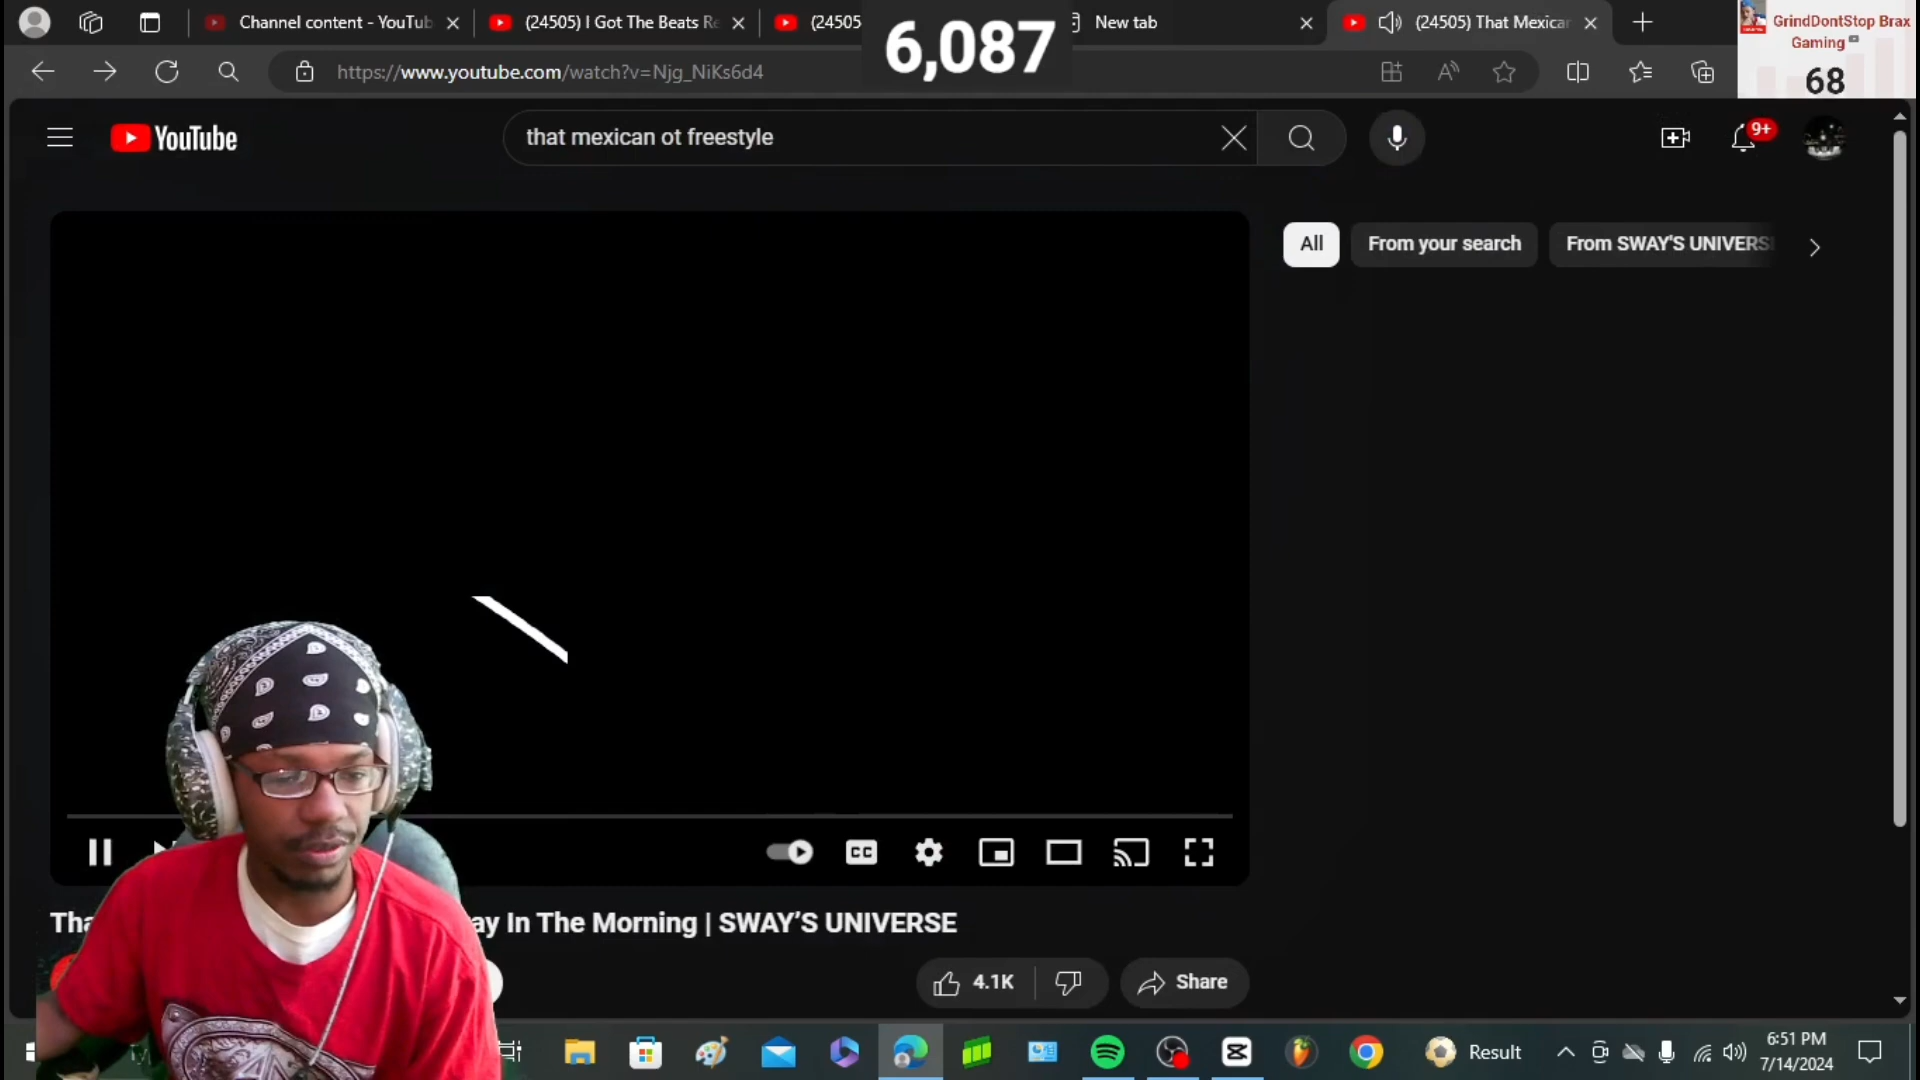 Channel content - YouTub
(24505) I Got The Beats Re
(24505
6,087
New tab
(24505) That Mexica
GrindDontStop Brax
Gaming
68
https://www.youtube.com/watch?v=Njg_NiKs6d4
YouTube
that mexican ot freestyle
9+
All
From your search
From SWAY'S UNIVERS
CC
Tha
ay In The Morning | SWAY'S UNIVERSE
4.1K
Share
Result
6:51 PM
7/14/2024